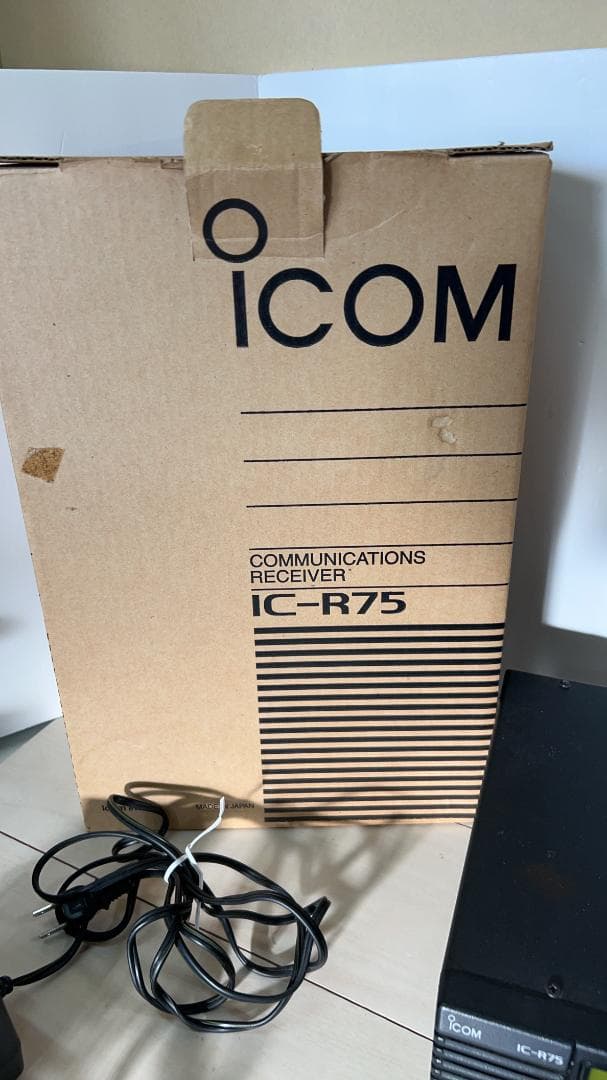 ICOM
COMMUNICATIONS
RECEIVER
IC-R75
MADE IN JAPAN
ICOM
IC-R75